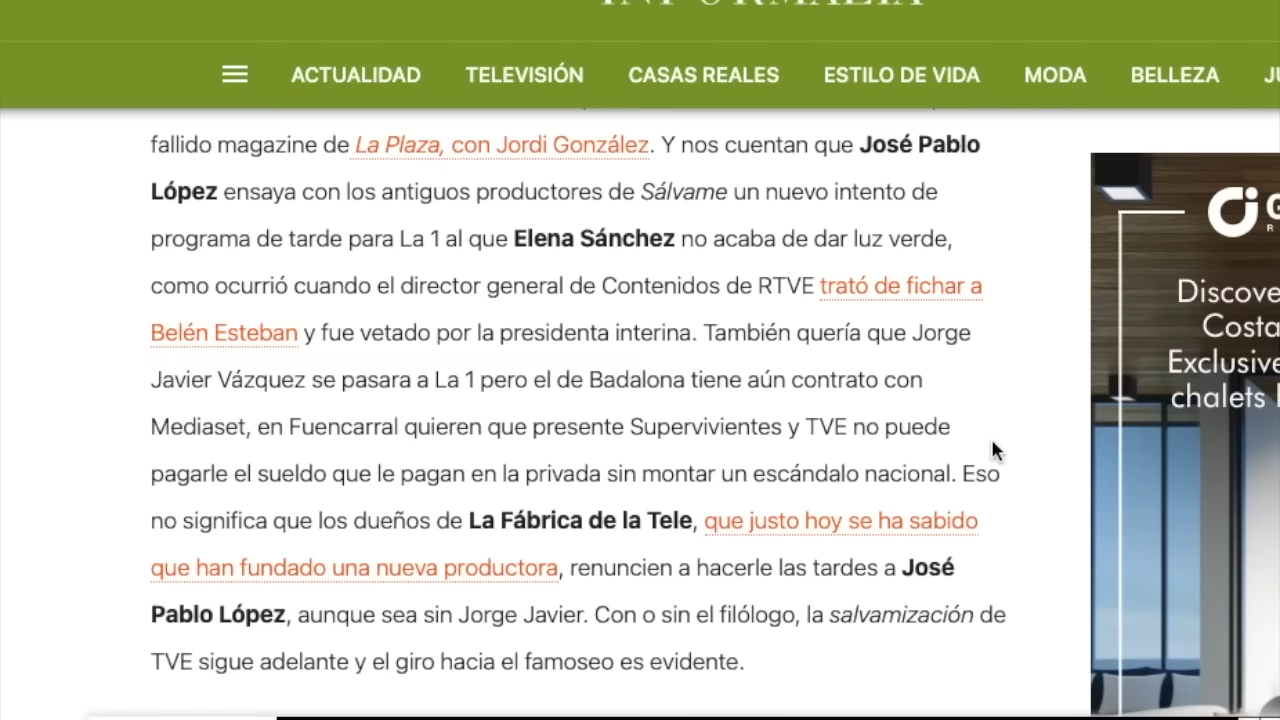 INFORMALIA
ACTUALIDAD TELEVISIÓN CASAS REALES ESTILO DE VIDA MODA BELLEZA
fallido magazine de La Plaza, con Jordi González. Y nos cuentan que José Pablo
López ensaya con los antiguos productores de Sálvame un nuevo intento de
programa de tarde para La 1 al que Elena Sánchez no acaba de dar luz verde,
como ocurrió cuando el director general de Contenidos de RTVE trató de fichar a
Belén Esteban y fue vetado por la presidenta interina. También quería que Jorge
Javier Vázquez se pasara a La 1 pero el de Badalona tiene aún contrato con
Mediaset, en Fuencarral quieren que presente Supervivientes y TVE no puede
pagarle el sueldo que le pagan en la privada sin montar un escándalo nacional. Eso
no significa que los dueños de La Fábrica de la Tele, que justo hoy se ha sabido
que han fundado una nueva productora, renuncien a hacerle las tardes a José
Pablo López, aunque sea sin Jorge Javier. Con o sin el filólogo, la salvamización de
TVE sigue adelante y el giro hacia el famoseo es evidente.
Discove
Costa
Exclusive
chalets